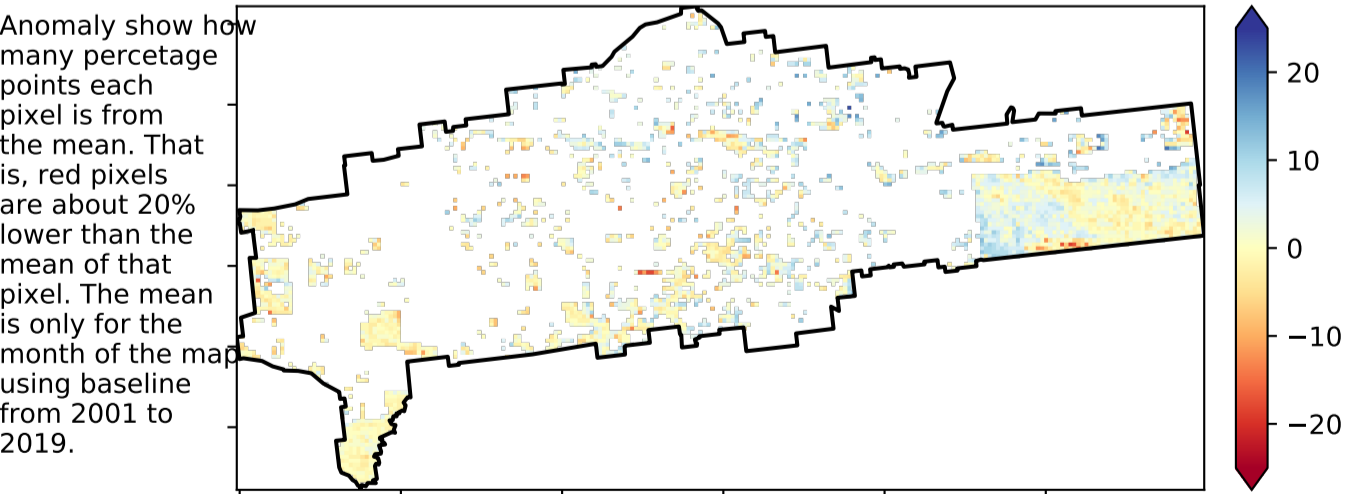 Anomaly show how
many percetage
points each
pixel is from
the mean. That
is, red pixels
are about 20%
lower than the
mean of that
pixel. The mean
is only for the
month of the map
using baseline
from 2001 to
2019.
20
10
0
−10
−20